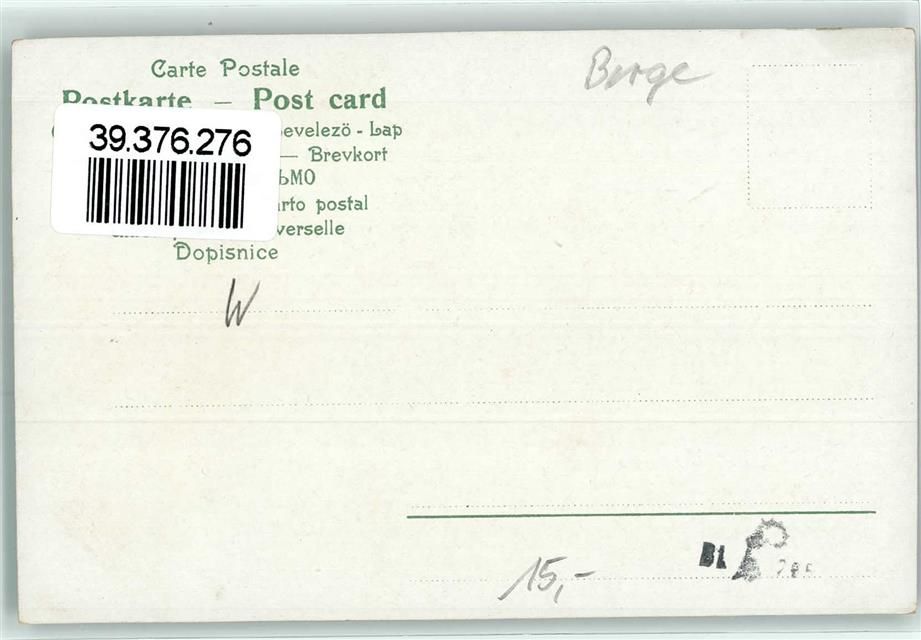 Carte Postale
Berge
Postkarte — Post card
39.376.276
evelezö - Lap
— Brevkort
ЬМО
arto postal
verselle
Dopisnice
W
15,-
BL